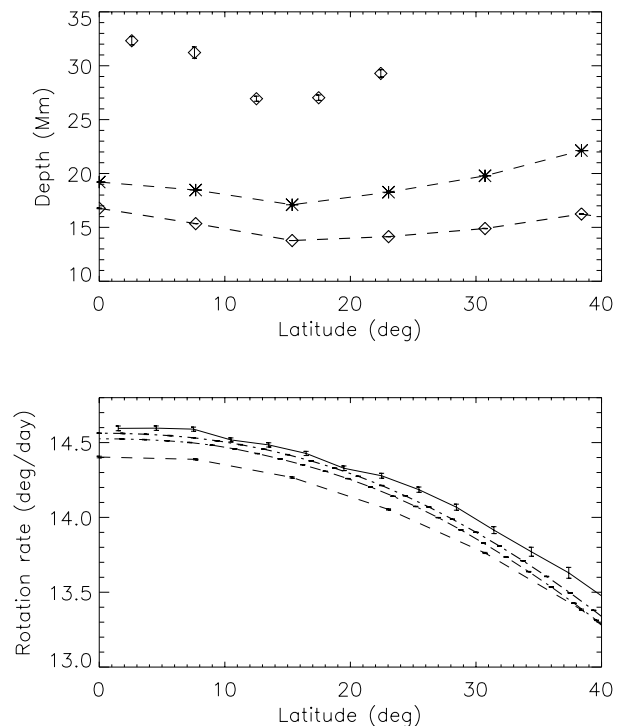 35
30
25
20
15
10
Depth (Mm)
0 10 20 30 40
Latitude (deg)
14.5
14.0
13.5
13.0
Rotation rate (deg/day)
0 10 20 30 40
Latitude (deg)